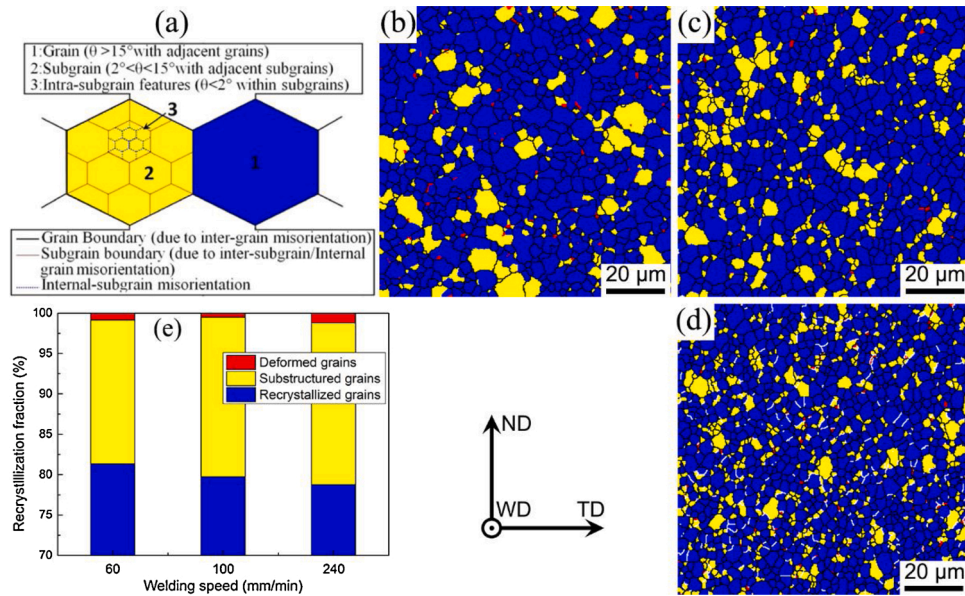 (a)
1:Grain (θ >15°with adjacent grains)
2:Subgrain (2°<θ<15°with adjacent subgrains)
3:Intra-subgrain features (θ<2° within subgrains)
3
2
1
Grain Boundary (due to inter-grain misorientation)
Subgrain boundary (due to inter-subgrain/Internal
grain misorientation)
Internal-subgrain misorientation
(b)
20 µm
(c)
20 µm
(d)
20 µm
(e)
Recrystillization fraction (%)
100
95
90
85
80
75
70
Deformed grains
Substructured grains
Recrystallized grains
60
100
240
Welding speed (mm/min)
ND
WD
TD